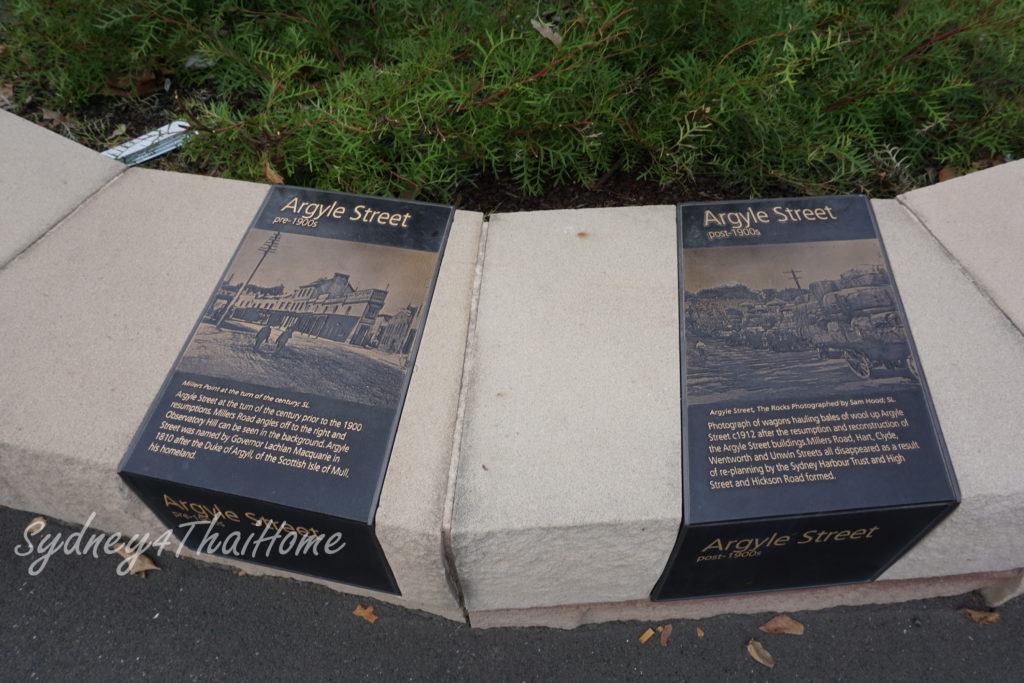 Argyle Street
pre-1900s
Millers Point at the turn of the century, SL
Argyle Street at the turn of the century prior to the 1900
resumptions. Millers Road angles off to the right and
Observatory Hill can be seen in the background. Argyle
Street was named by Governor Lachlan Macquarie in
1810 after the Duke of Argyll, of the Scottish Isle of Mull,
his homeland.
Argyle Street
pre-1900s
Argyle Street
post-1900s
Argyle Street, The Rocks Photographed by Sam Hood, SL
Photograph of wagons hauling bales of wool up Argyle
Street c1912 after the resumption and reconstruction of
the Argyle Street buildings.Millers Road, Hart, Clyde,
Wentworth and Unwin Streets all disappeared as a result
of re-planning by the Sydney Harbour Trust and High
Street and Hickson Road formed.
Argyle Street
post-1900s
Sydney4ThaiHome